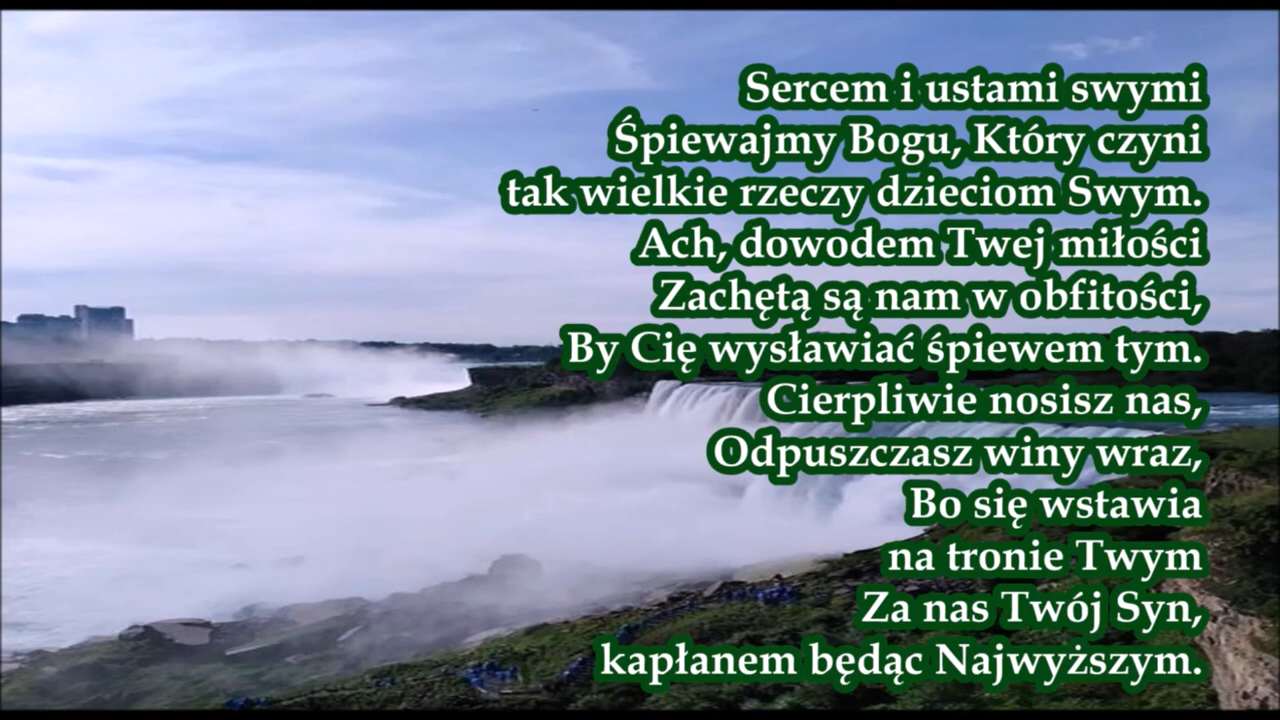 Sercem i ustami swymi
Śpiewajmy Bogu, Który czyni
tak wielkie rzeczy dzieciom Swym.
Ach, dowodem Twej miłości
Zachętą są nam w obfitości,
By Cię wysławiać śpiewem tym.
Cierpliwie nosisz nas,
Odpuszczasz winy wraz,
Bo się wstawia
na tronie Twym
Za nas Twój Syn,
kapłanem będąc Najwyższym.